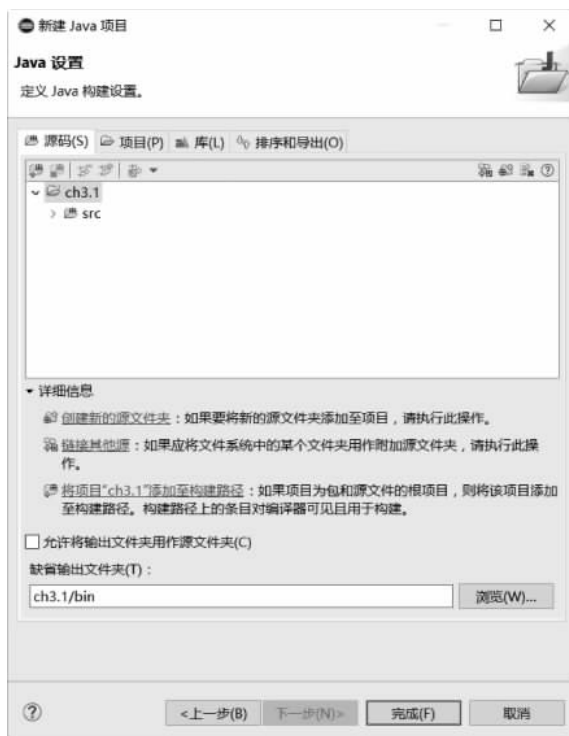 新建 Java 项目
Java 设置
定义 Java 构建设置。
源码(S) 项目(P) 库(L) 排序和导出(O)
ch3.1
src
详细信息
创建新的源文件夹：如果要将新的源文件夹添加至项目，请执行此操作。
链接其他源：如果应将文件系统中的某个文件夹用作附加源文件夹，请执行此操
作。
将项目“ch3.1”添加至构建路径：如果项目为包和源文件的根项目，则将该项目添加
至构建路径。构建路径上的条目对编译器可见且用于构建。
允许将输出文件夹用作源文件夹(C)
缺省输出文件夹(T)：
ch3.1/bin 浏览(W)...
<上一步(B) 下一步(N)> 完成(F) 取消